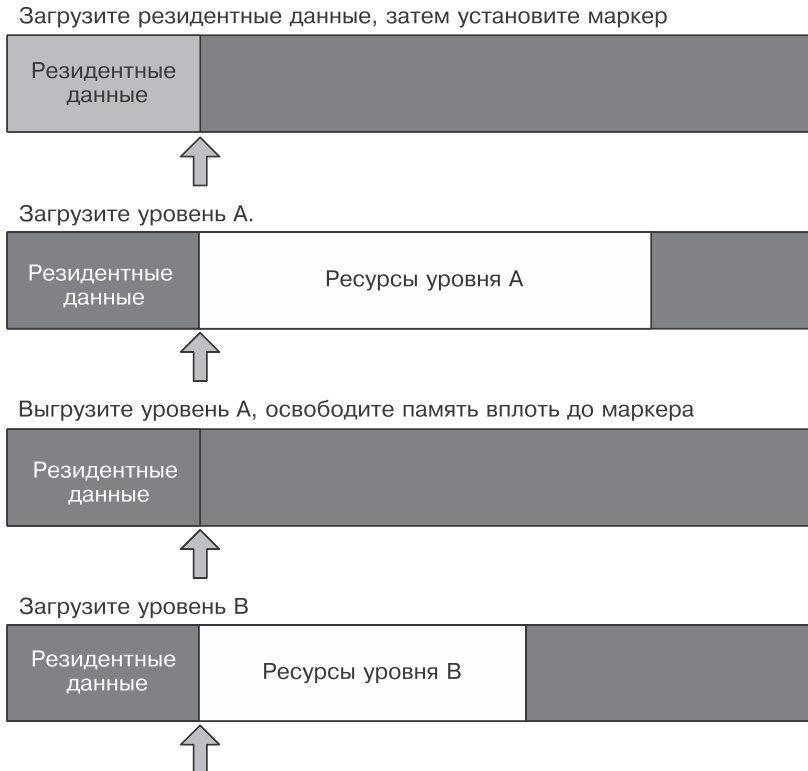 Загрузите резидентные данные, затем установите маркер
Резидентные
данные
Загрузите уровень А.
Резидентные
данные
Ресурсы уровня А
Выгрузите уровень А, освободите память вплоть до маркера
Резидентные
данные
Загрузите уровень В
Резидентные
данные
Ресурсы уровня В